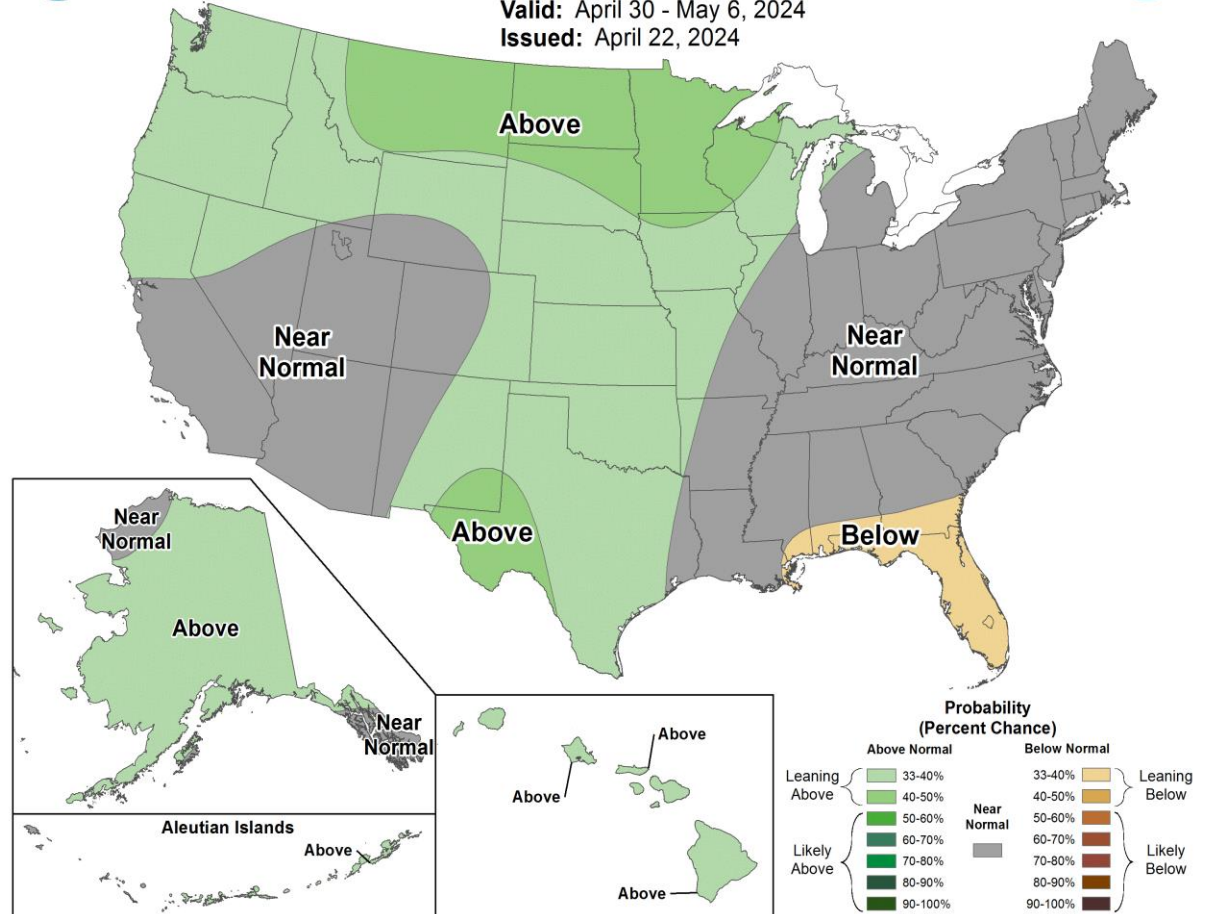 Valid: April 30 - May 6, 2024
Issued: April 22, 2024
Above
Near
Normal
Near
Normal
Above
Below
Near
Normal
Above
Near
Normal
Aleutian Islands
Above
Above
Above
Above
Probability
(Percent Chance)
Above Normal
Below Normal
Leaning
Above
33-40%
40-50%
Likely
Above
50-60%
60-70%
70-80%
80-90%
90-100%
Near
Normal
33-40%
40-50%
Leaning
Below
50-60%
60-70%
70-80%
80-90%
90-100%
Likely
Below